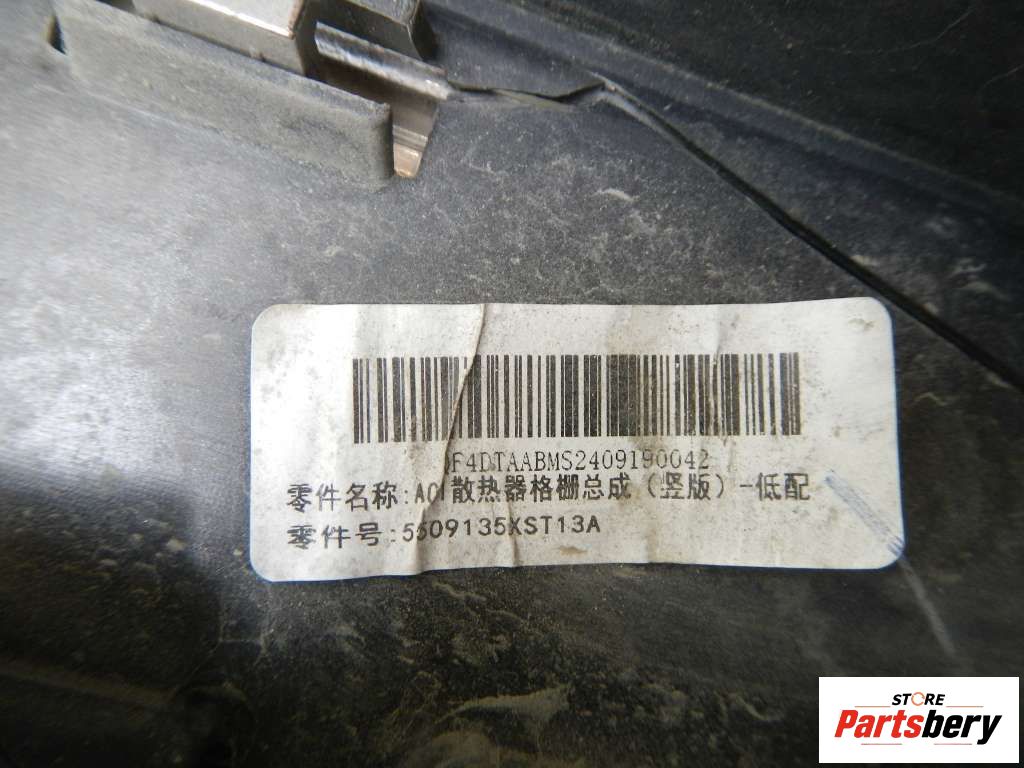 F4DTAABMS2409190042
零件名称:A01散热器格栅总成（竖版）-低配
零件号:5509135XST13A
STORE
Partsbery